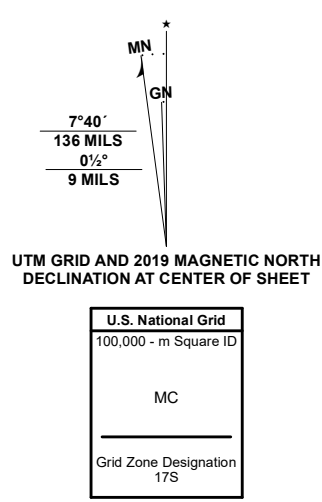 MN
GN
7°40´
136 MILS
0½°
9 MILS
UTM GRID AND 2019 MAGNETIC NORTH
DECLINATION AT CENTER OF SHEET
U.S. National Grid
100,000 - m Square ID
MC
Grid Zone Designation
17S